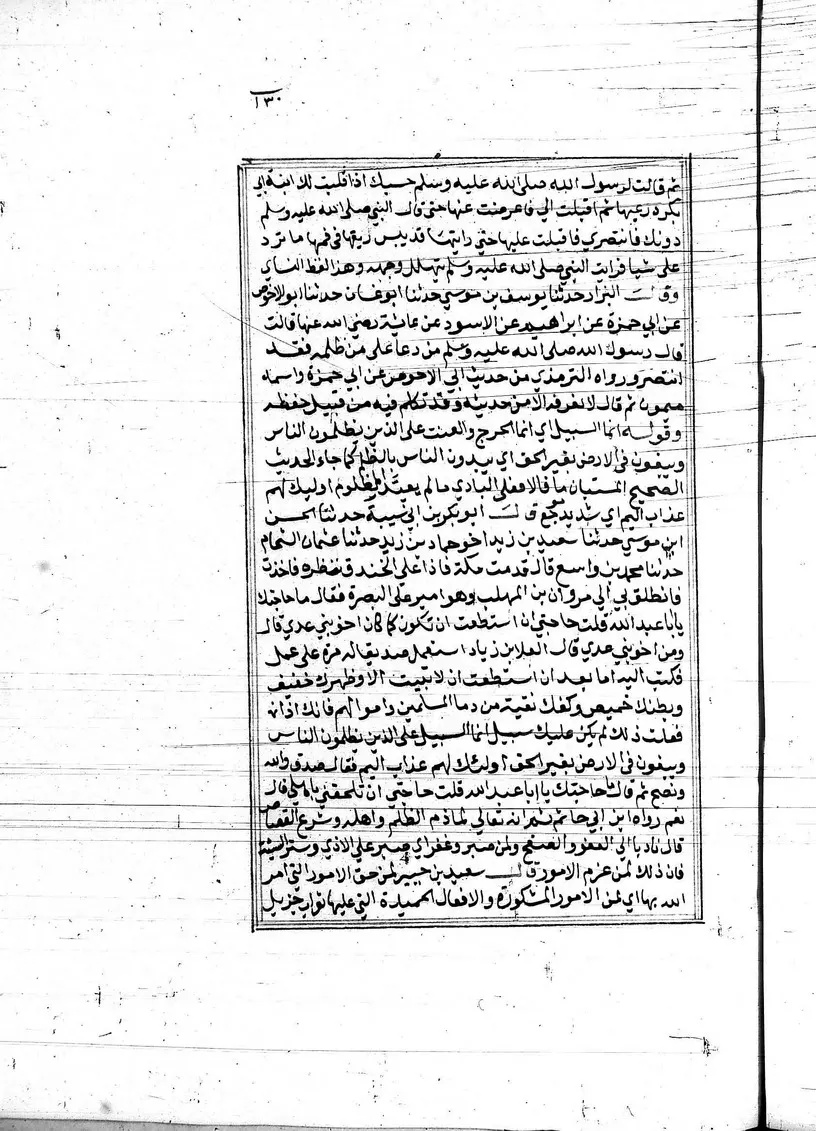 ١٣٠
ثم قالت لرسول الله صلى الله عليه وسلم حسبك اذا قلبت لك ابنة ابي
بكر ذريعيها ثم اقبلت الي فاعرضت عنها حتى قال النبي صلى الله عليه وسلم
دونك فانتصري فاقبلت عليها حتى رايتها قد يبس ريقها في فمها ما ترد
على شيا فرايت النبي صلى الله عليه وسلم يتهلل وجهه وهذا لفظ النساي
وقال البزار حدثنا يوسف بن موسي حدثنا ابو غسان حدثنا ابو الاحوص
عن ابي حمزة عن ابراهيم عن الاسود عن عايشة رضي الله عنها قالت
قال رسول الله صلى الله عليه وسلم من دعا على من ظلمه فقد
انتصر ورواه الترمذي من حديث ابي الاحوص عن ابي حمزة واسمه
ميمون ثم قال لا نعرفه الا من حديثه وقد تكلم فيه من قبل حفظه
وقوله انما السبيل اي انما الحرج والعنت على الذين يظلمون الناس
ويبغون في الارض بغير الحق اي يبدون الناس بالظلم كما جاء الحديث
الصحيح المستبان ما قالا فعلى البادي ما لم يعتد المظلوم اوليك لهم
عذاب اليم اي شديد موجع قال ابو بكر بن ابي شيبة حدثنا الحسن
ابن موسي حدثنا سعيد بن زيد اخو حماد بن زيد حدثنا عثمان الشحام
حدثنا محمد بن واسع قال قدمت مكة فاذا على الخندق منظره فاخذت
فانطلق بي الي مروان بن المهلب وهو امير على البصرة فقال ما حاجتك
يا ابا عبد الله قلت حاجتي ان استطعت ان تكون كما كان اخو بني عدي قال
ومن اخو بني عدي قال العلا بن زياد استعمل صديقا له مرة على عمل
فكتب اليه اما بعد ان استطعت ان لا تبيت الا وظهرك خفيف
وبطنك خميص وكفك نقية من دما المسلمين واموالهم فانك اذا
فعلت ذلك لم يكن عليك سبيل انما السبيل على الذين يظلمون الناس
ويبغون في الارض بغير الحق اولئك لهم عذاب اليم فقال صدق والله
ونصح ثم قال ما حاجتك يا ابا عبد الله قلت حاجتي ان تلحقني باهلي قال
نعم رواه ابن ابي حاتم ثم انه تعالي لما ذم الظلم واهله وشرع القصاص
قال نادبا الي العفو والصفح ولمن صبر وغفر اي صبر على الاذي وستر السيئة
فان ذلك لمن عزم الامور قال سعيد بن جبير لمن حق الامور التي امر
الله بها اي لمن الامور المشكورة والافعال الحميدة التي عليها ثواب جزيل